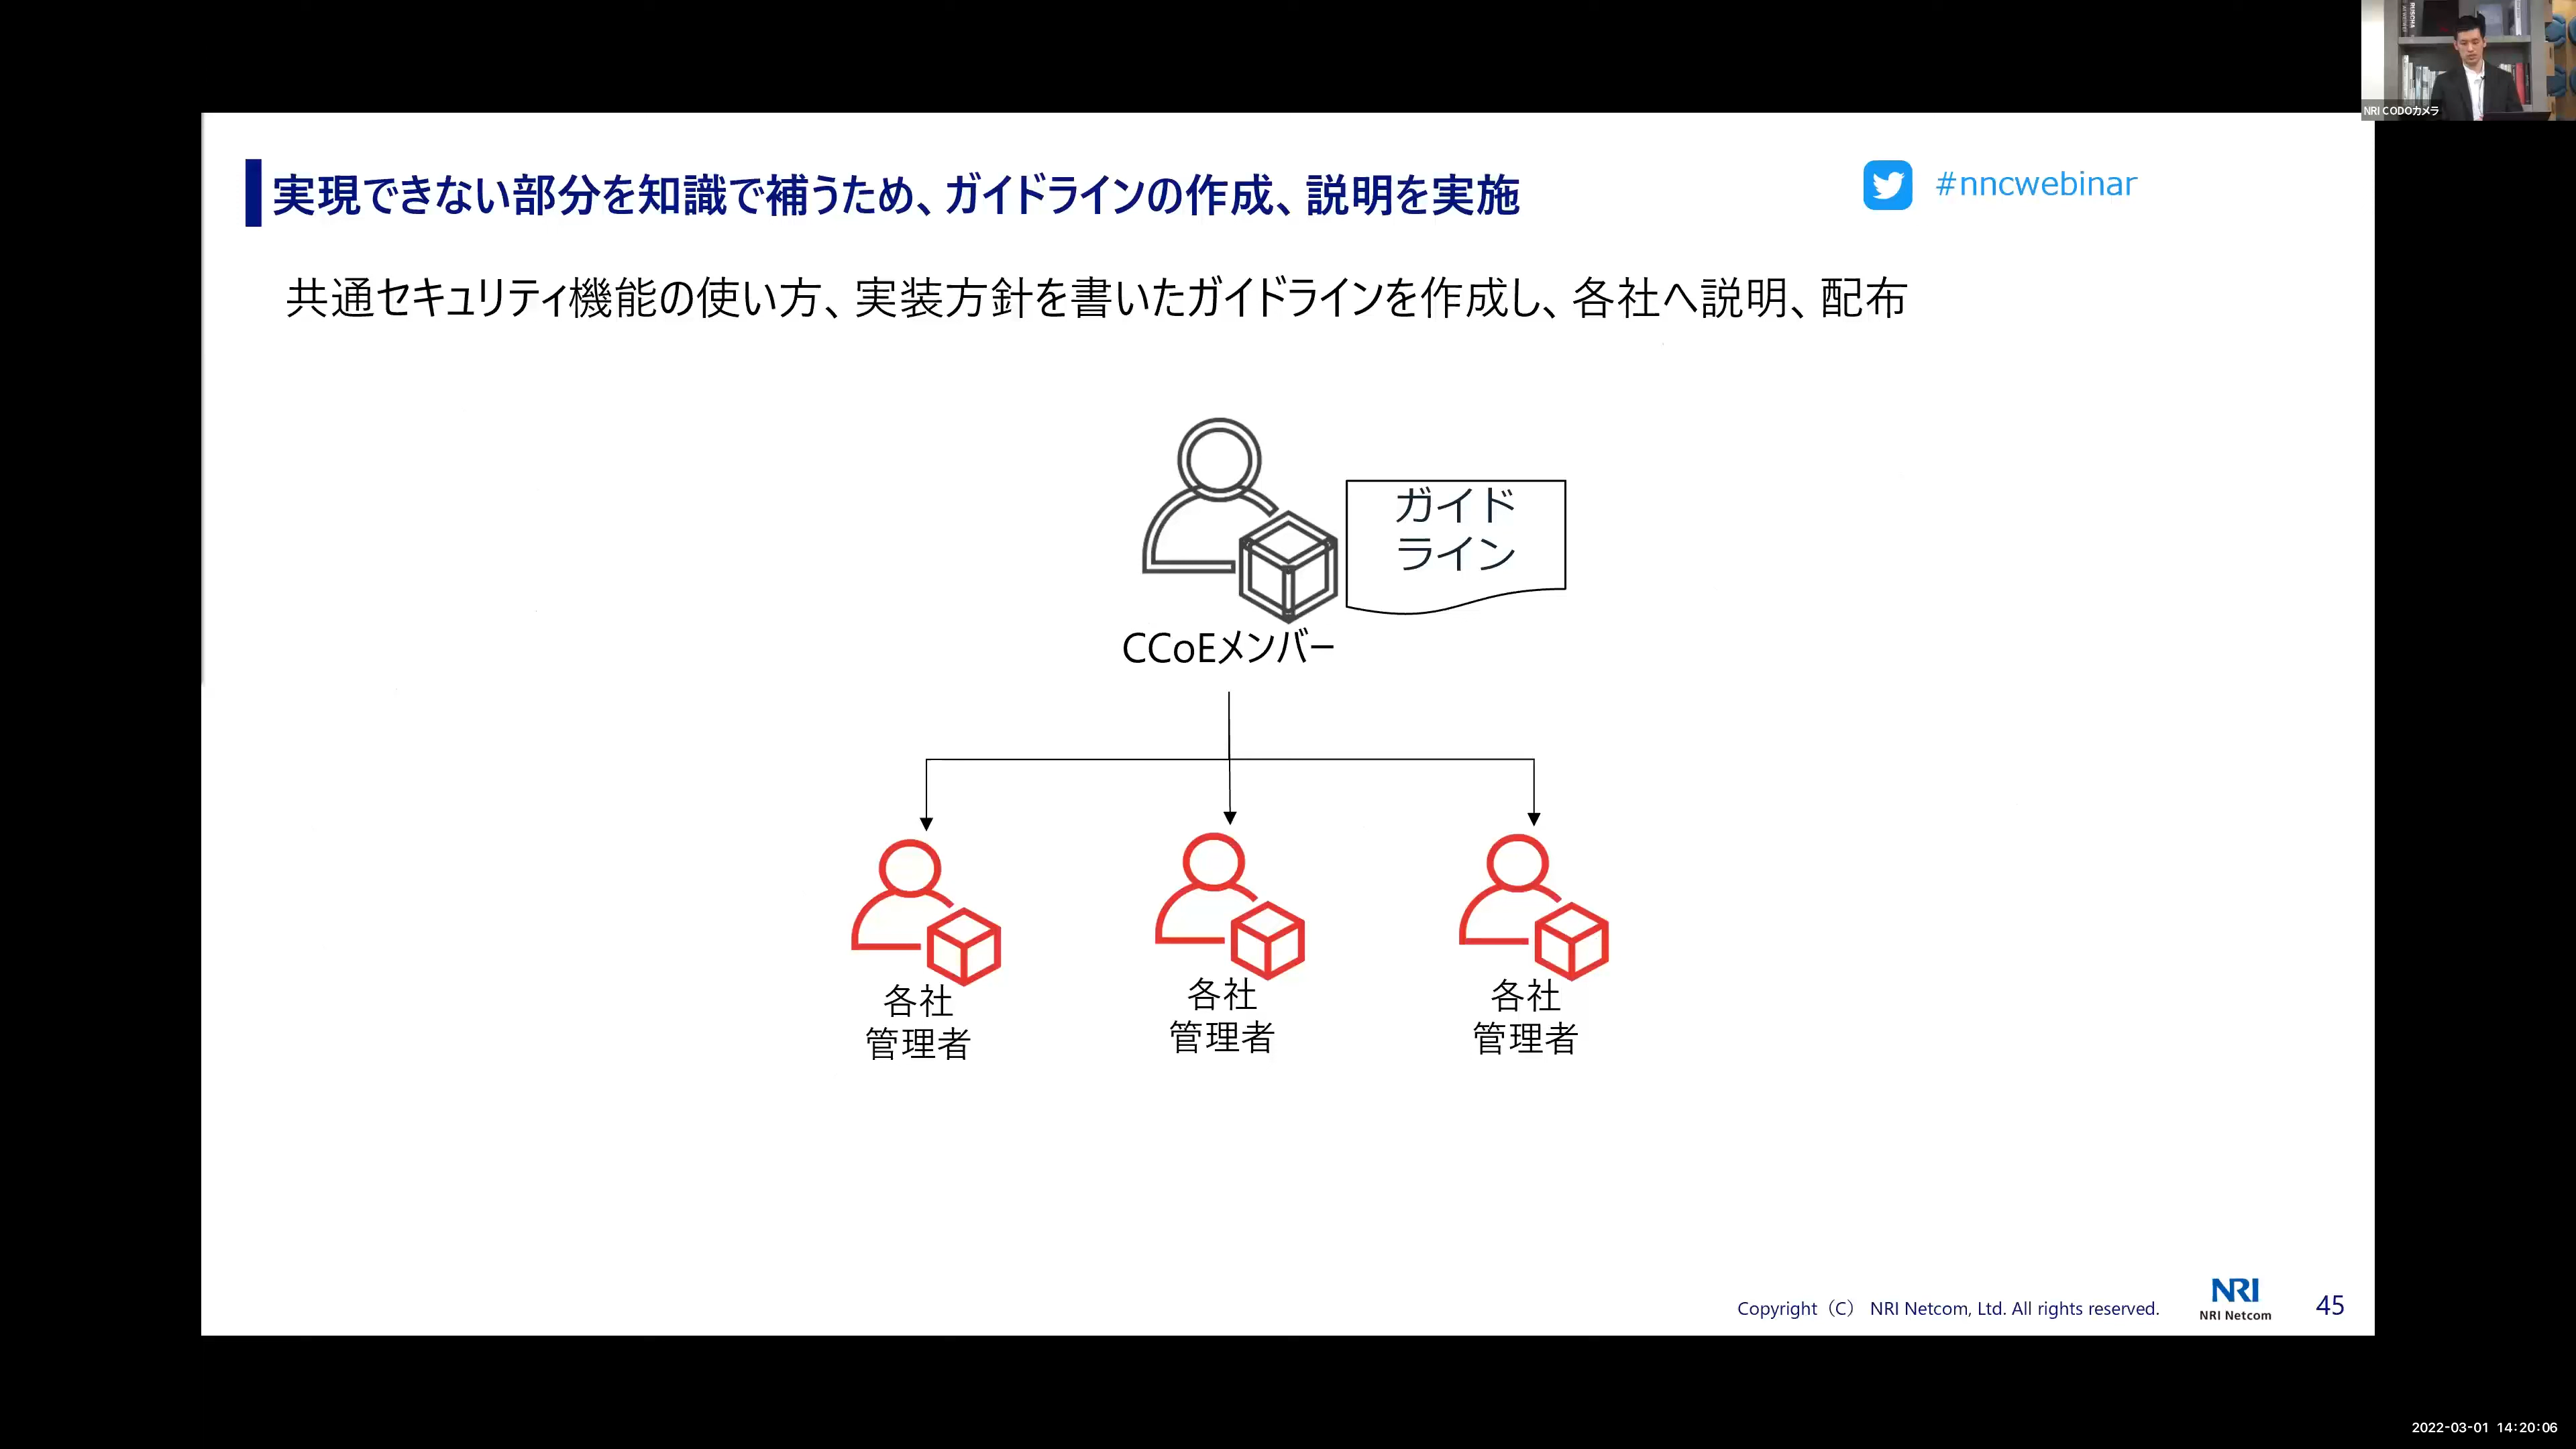 NRI CODOカメラ
実現できない部分を知識で補うため、ガイドラインの作成、説明を実施
#nncwebinar
共通セキュリティ機能の使い方、実装方針を書いたガイドラインを作成し、各社へ説明、配布
ガイド
ライン
CCoEメンバー
各社
管理者
各社
管理者
各社
管理者
Copyright（C） NRI Netcom, Ltd. All rights reserved.
NRI
NRI Netcom
45
2022-03-01 14:20:06